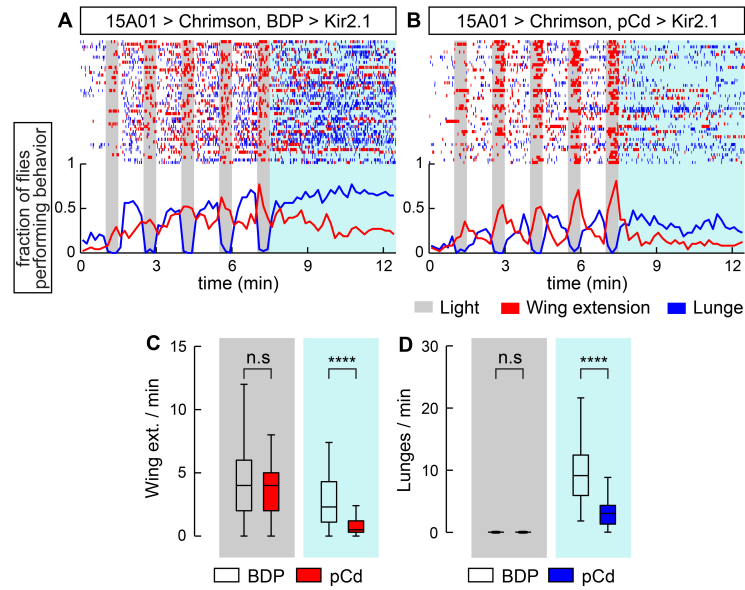 A
15A01 > Chrimson, BDP > Kir2.1
B
15A01 > Chrimson, pCd > Kir2.1
fraction of flies
performing behavior
1
0.5
0
0 3 6 9 12
time (min)
1
0.5
0
0 3 6 9 12
time (min)
Light Wing extension Lunge
C
Wing ext. / min
15
10
5
0
n.s
****
BDP pCd
D
Lunges / min
30
20
10
0
n.s
****
BDP pCd